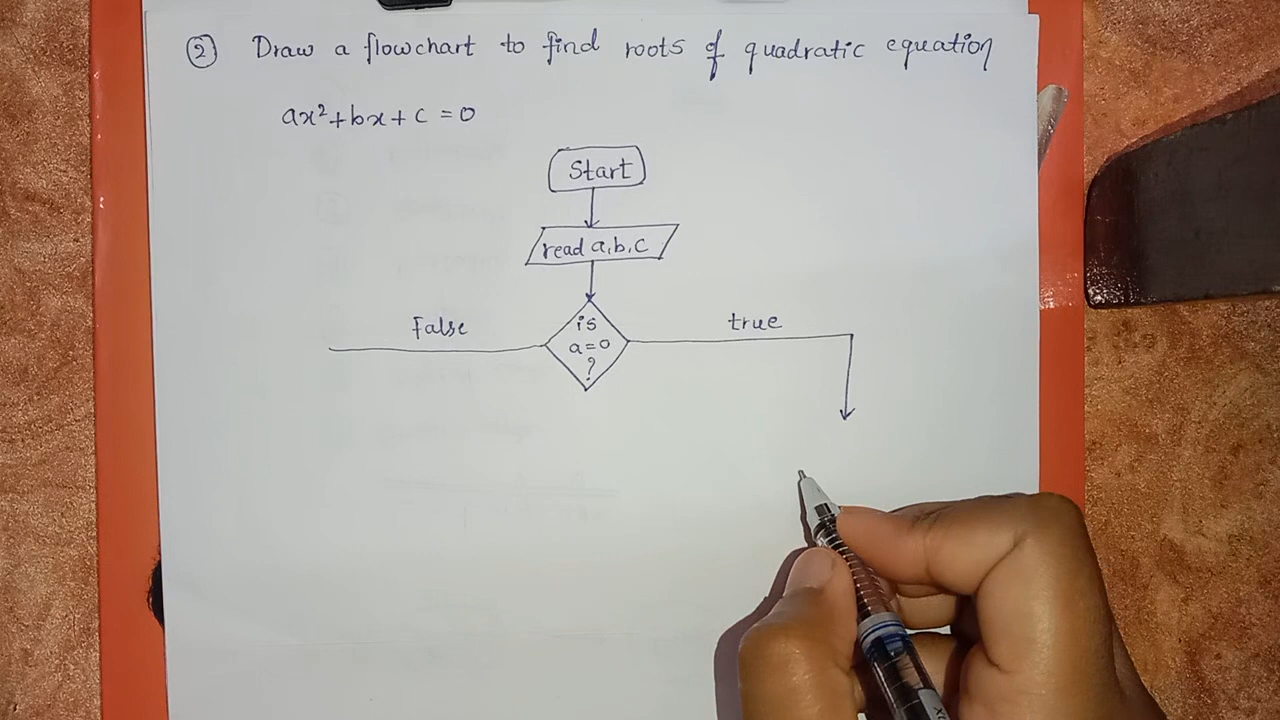 ② Draw a flowchart to find roots of quadratic equation
ax²+bx+c=0
Start
read a,b,c
is
a=0
?
False
true